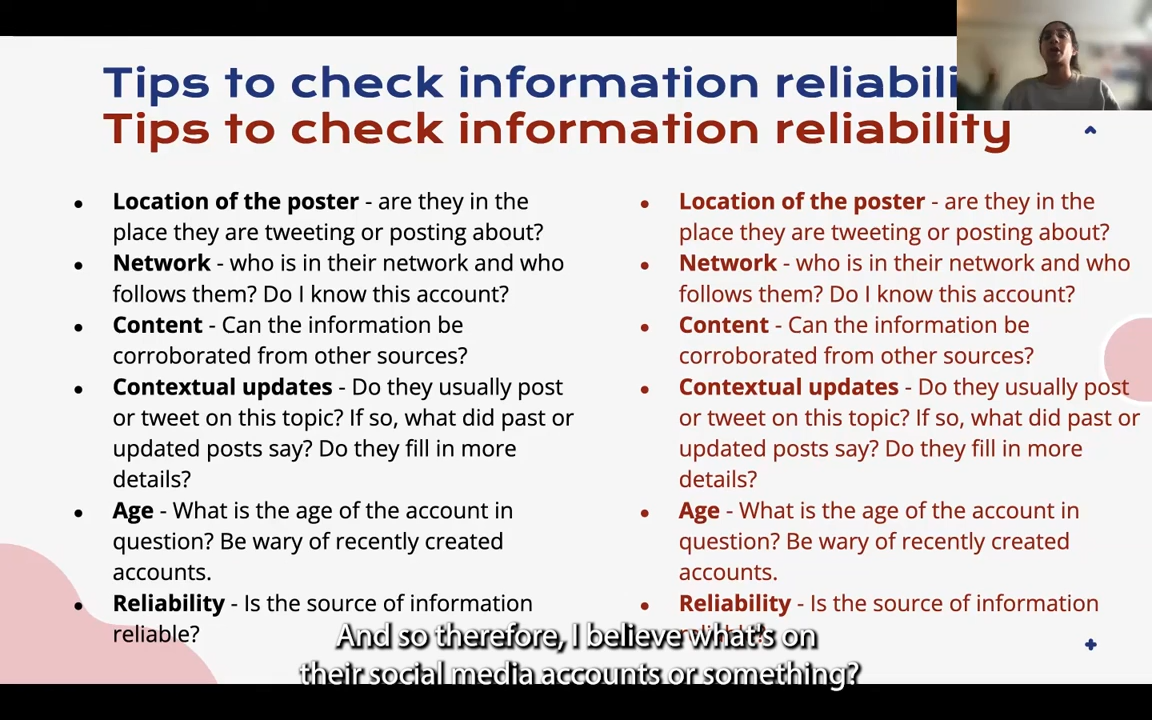 Tips to check information reliabili
Tips to check information reliability
• Location of the poster - are they in the
place they are tweeting or posting about?
• Network - who is in their network and who
follows them? Do I know this account?
• Content - Can the information be
corroborated from other sources?
• Contextual updates - Do they usually post
or tweet on this topic? If so, what did past or
updated posts say? Do they fill in more
details?
• Age - What is the age of the account in
question? Be wary of recently created
accounts.
• Reliability - Is the source of information
reliable?
• Location of the poster - are they in the
place they are tweeting or posting about?
• Network - who is in their network and who
follows them? Do I know this account?
• Content - Can the information be
corroborated from other sources?
• Contextual updates - Do they usually post
or tweet on this topic? If so, what did past or
updated posts say? Do they fill in more
details?
• Age - What is the age of the account in
question? Be wary of recently created
accounts.
• Reliability - Is the source of information
And so therefore, I believe what's on
their social media accounts or something?